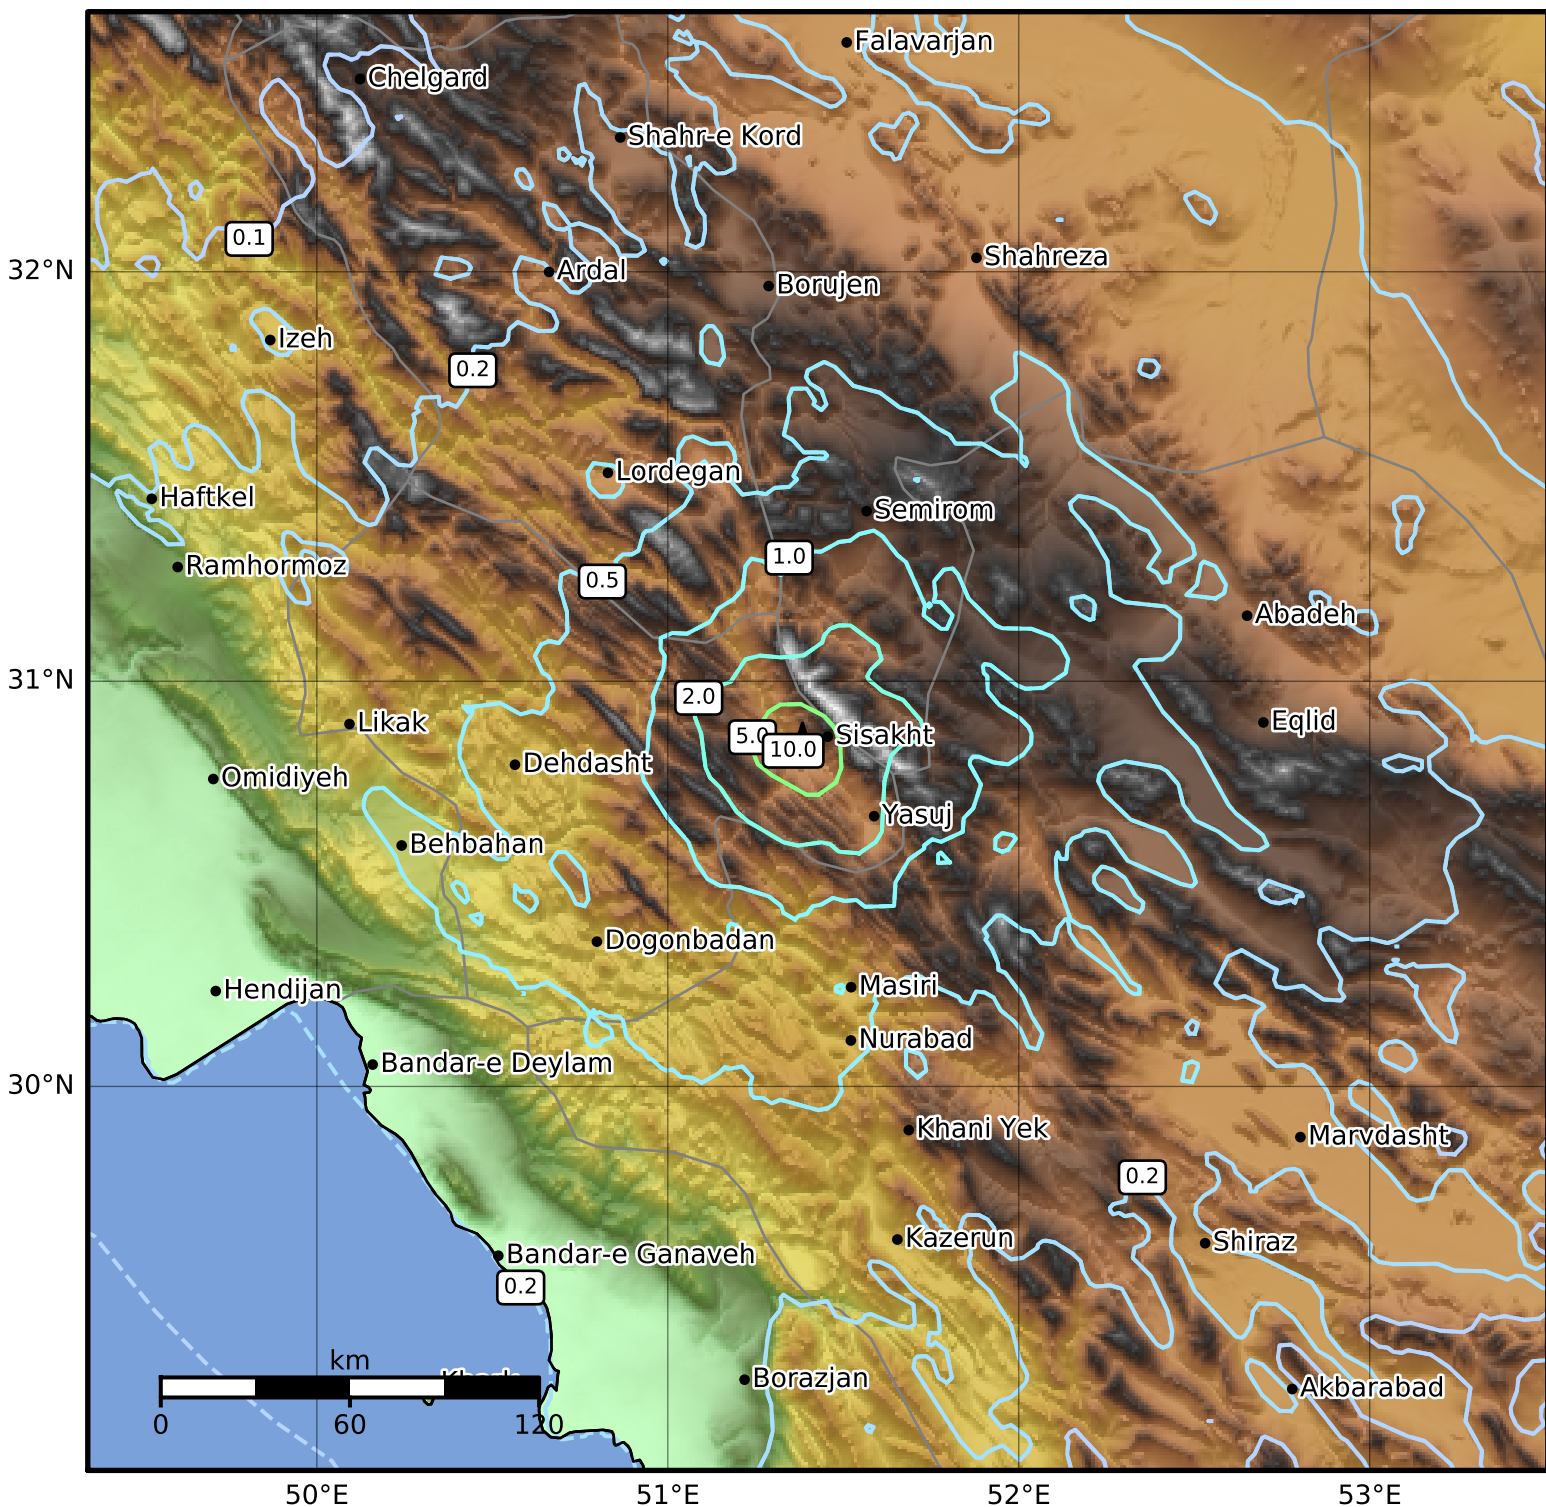 Falavarjan
Chelgard
Shahr-e Kord
0.1
Shahreza
32°N
Ardal
Borujen
Izeh
0.2
Lordegan
Haftkel
Semirom
1.0
Ramhormoz
0.5
Abadeh
31°N
2.0
Likak
Eqlid
5.0
Sisakht
10.0
Dehdasht
Omidiyeh
Yasuj
Behbahan
Dogonbadan
Masiri
Hendijan
Nurabad
Bandar-e Deylam
30°N
Khani Yek
Marvdasht
0.2
Kazerun
Shiraz
Bandar-e Ganaveh
0.2
km
Borazjan
Akbarabad
0
60
120
50°E
51°E
52°E
53°E